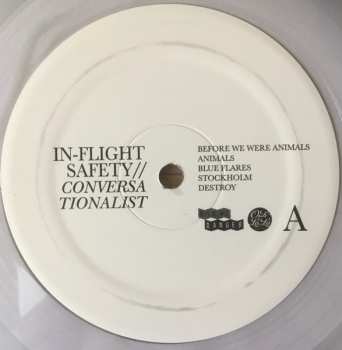 IN-FLIGHT
SAFETY//
CONVERSA
TIONALIST
BEFORE WE WERE ANIMALS
ANIMALS
BLUE FLARES
STOCKHOLM
DESTROY
A